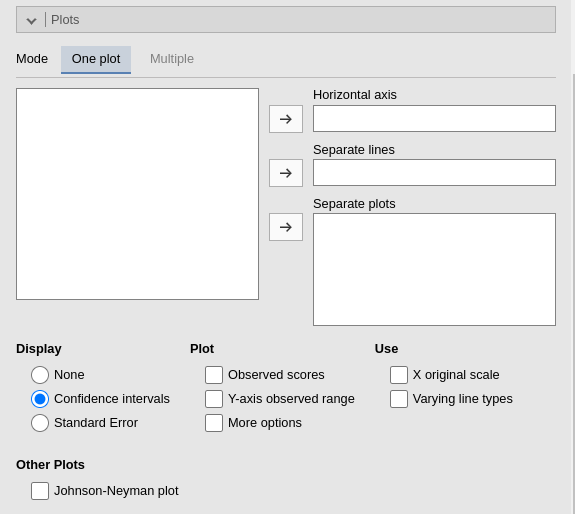 Plots
Mode One plot Multiple
Horizontal axis
Separate lines
Separate plots
Display Plot Use
None Observed scores X original scale
Confidence intervals Y-axis observed range Varying line types
Standard Error More options
Other Plots
Johnson-Neyman plot